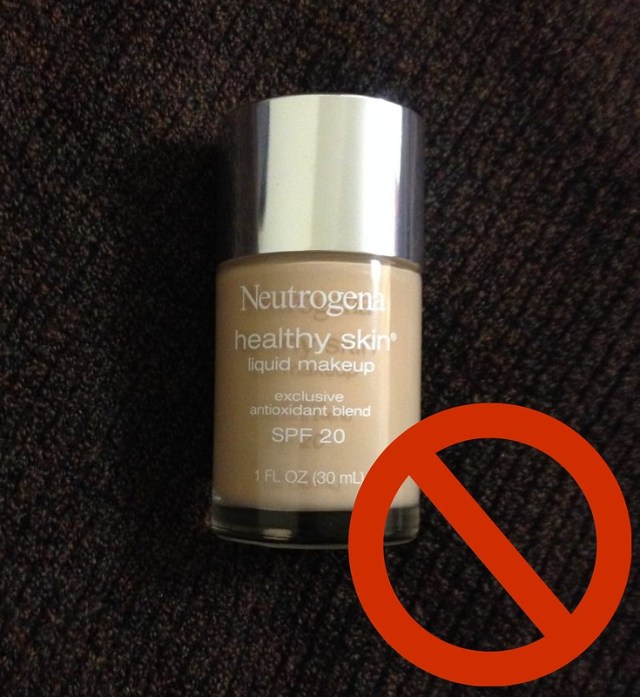 Neutrogena
healthy skin®
liquid makeup
exclusive
antioxidant blend
SPF 20
1 FL OZ (30 mL)